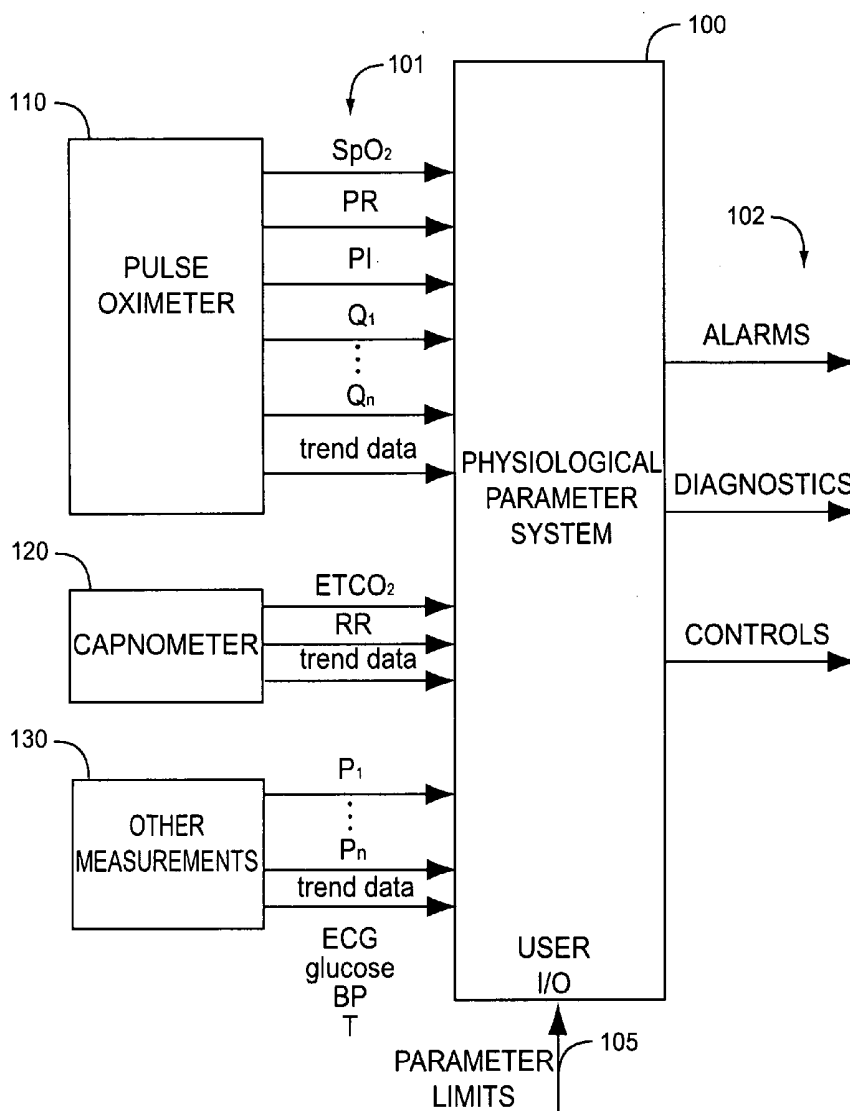 100
101
110
SpO₂
PR
PI
Q₁
Qₙ
trend data
PULSE
OXIMETER
102
ALARMS
DIAGNOSTICS
CONTROLS
PHYSIOLOGICAL
PARAMETER
SYSTEM
120
ETCO₂
RR
trend data
CAPNOMETER
130
P₁
Pₙ
trend data
OTHER
MEASUREMENTS
ECG
glucose
BP
T
USER
I/O
105
PARAMETER
LIMITS